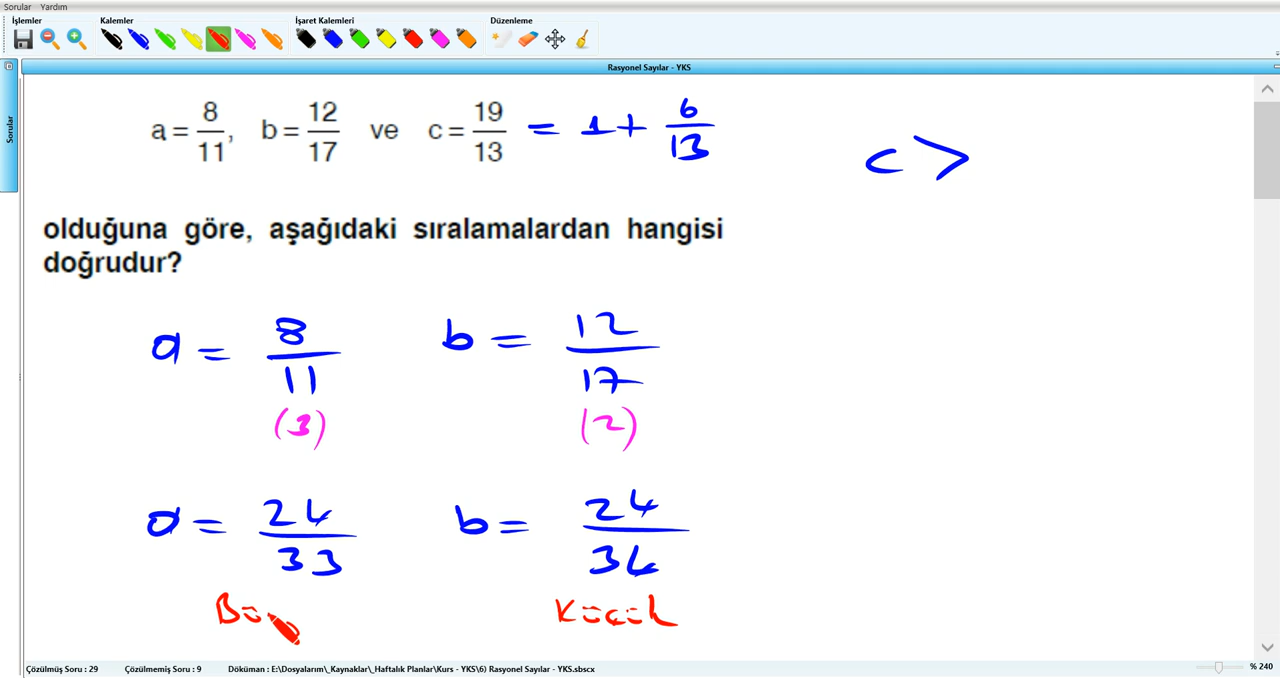 Sorular Yardım
İşlemler Kalemler İşaret Kalemleri Düzenleme
Rasyonel Sayılar - YKS
Sorular
a = 8/11, b = 12/17 ve c = 19/13 = 1 + 6/13
c >
olduğuna göre, aşağıdaki sıralamalardan hangisi
doğrudur?
a = 8/11 b = 12/17
(3) (2)
a = 24/33 b = 24/34
Bü Küçük
Çözülmüş Soru : 29 Çözülmemiş Soru : 9 Döküman : E:\Dosyalarım\_Kaynaklar\_Haftalık Planlar\Kurs - YKS\6) Rasyonel Sayılar - YKS.sbscx % 240